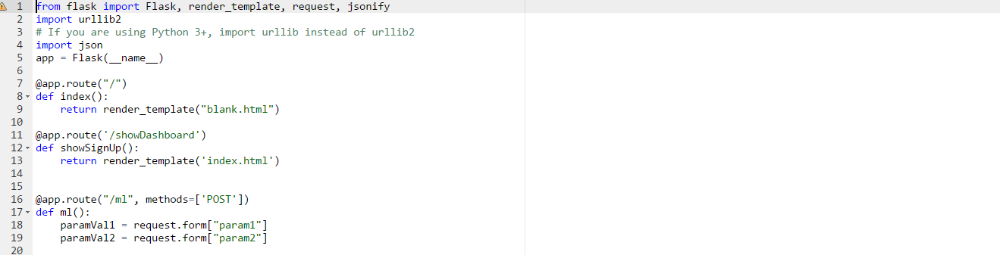 1 from flask import Flask, render_template, request, jsonify
2 import urllib2
3 # If you are using Python 3+, import urllib instead of urllib2
4 import json
5 app = Flask(__name__)
6
7 @app.route("/")
8 def index():
9     return render_template("blank.html")
10
11 @app.route('/showDashboard')
12 def showSignUp():
13     return render_template('index.html')
14
15
16 @app.route("/ml", methods=['POST'])
17 def ml():
18     paramVal1 = request.form["param1"]
19     paramVal2 = request.form["param2"]
20